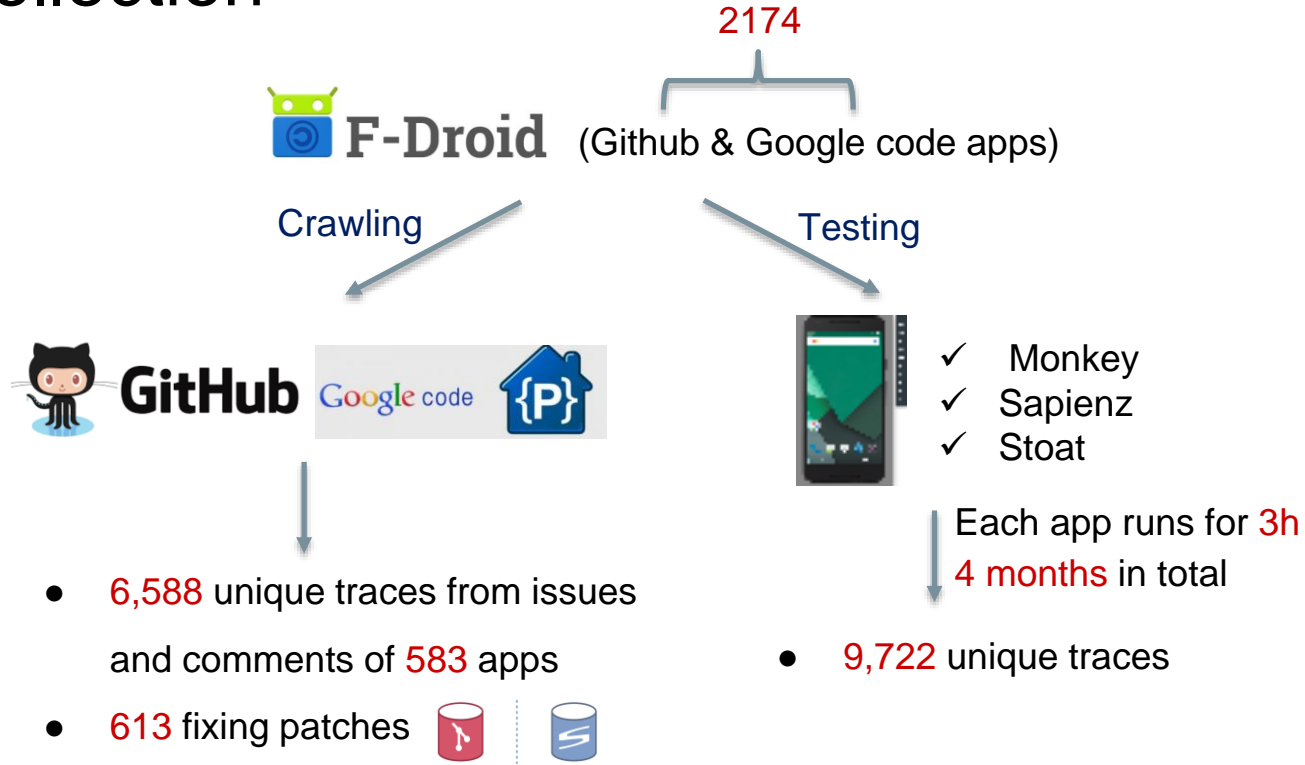 2174
F-Droid (Github & Google code apps)
Crawling
Testing
GitHub
Google code {P}
✓ Monkey
✓ Sapienz
✓ Stoat
Each app runs for 3h
4 months in total
● 6,588 unique traces from issues
and comments of 583 apps
● 613 fixing patches
● 9,722 unique traces